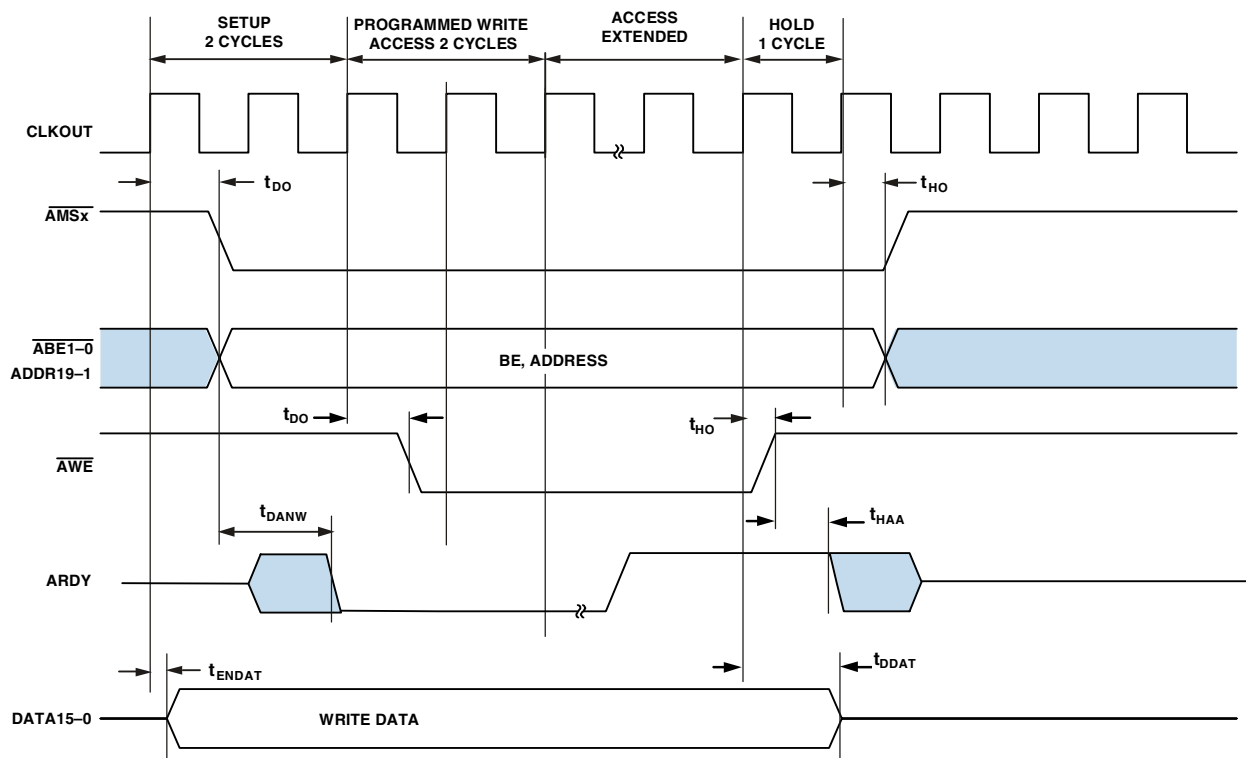 SETUP
2 CYCLES
PROGRAMMED WRITE
ACCESS 2 CYCLES
ACCESS
EXTENDED
HOLD
1 CYCLE
CLKOUT
tDO
tHO
AMSx
ABE1–0
ADDR19–1
BE, ADDRESS
tDO
tHO
AWE
tDANW
tHAA
ARDY
tENDAT
tDDAT
DATA15–0
WRITE DATA